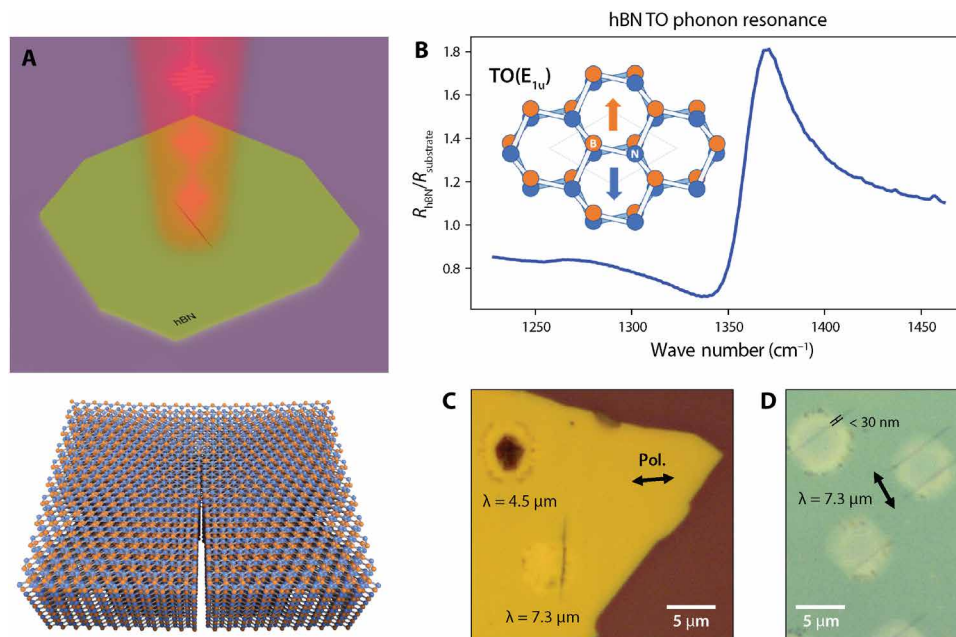 A
hBN
B
hBN TO phonon resonance
TO(E₁ᵤ)
B
N
R_hBN/R_substrate
1.8
1.6
1.4
1.2
1.0
0.8
1250
1300
1350
1400
1450
Wave number (cm⁻¹)
C
Pol.
λ = 4.5 μm
λ = 7.3 μm
5 μm
D
< 30 nm
λ = 7.3 μm
5 μm